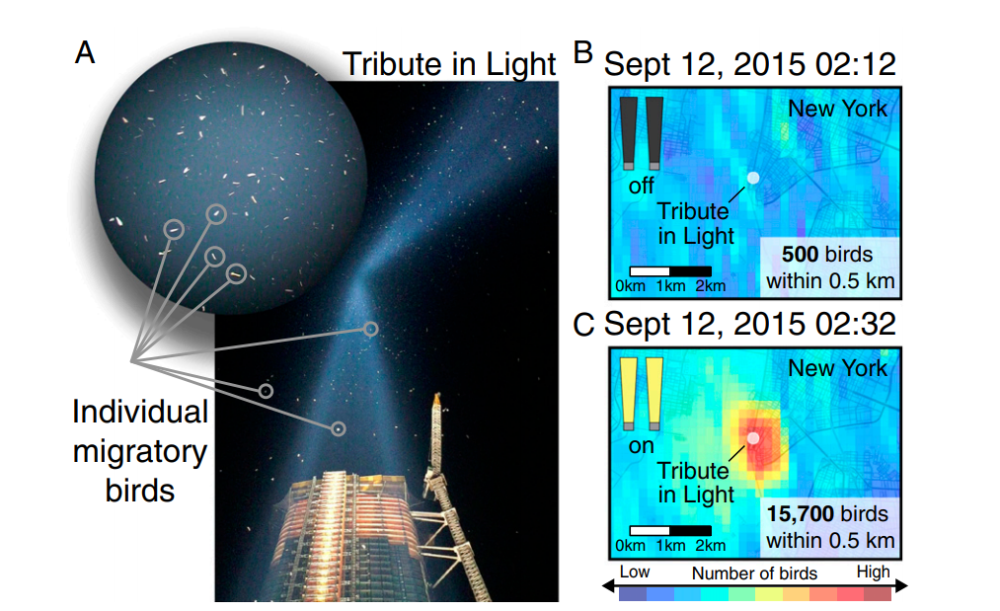 A
Tribute in Light
Individual
migratory
birds
B
Sept 12, 2015 02:12
New York
off
Tribute
in Light
500 birds
within 0.5 km
0km 1km 2km
C
Sept 12, 2015 02:32
New York
on
Tribute
in Light
15,700 birds
within 0.5 km
0km 1km 2km
Low
Number of birds
High